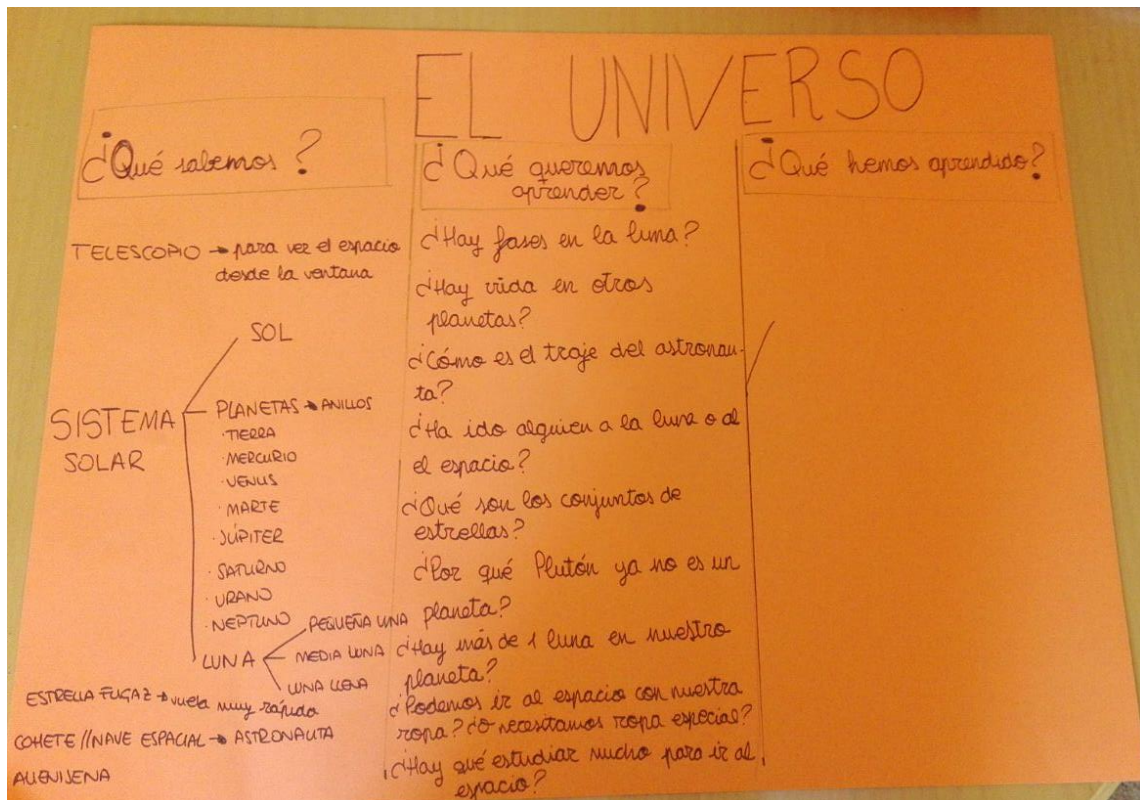 EL UNIVERSO
¿Qué sabemos?
TELESCOPIO → para ver el espacio
desde la ventana
SISTEMA
SOLAR
SOL
PLANETAS → ANILLOS
·TIERRA
·MERCURIO
·VENUS
·MARTE
·JÚPITER
·SATURNO
·URANO
·NEPTUNO
LUNA
PEQUEÑA LUNA
MEDIA LUNA
LUNA LLENA
ESTRELLA FUGAZ → vuela muy rápido
COHETE // NAVE ESPACIAL → ASTRONAUTA
ALIENIJENA
¿Qué queremos
aprender?
¿Hay fases en la luna?
¿Hay vida en otros
planetas?
¿Cómo es el traje del astronau-
ta?
¿Ha ido alguien a la luna o al
el espacio?
¿Qué son los conjuntos de
estrellas?
¿Por qué Plutón ya no es un
planeta?
¿Hay más de 1 luna en nuestro
planeta?
¿Podemos ir al espacio con nuestra
ropa? ¿O necesitamos ropa especial?
¿Hay qué estudiar mucho para ir al
espacio?
¿Qué hemos aprendido?